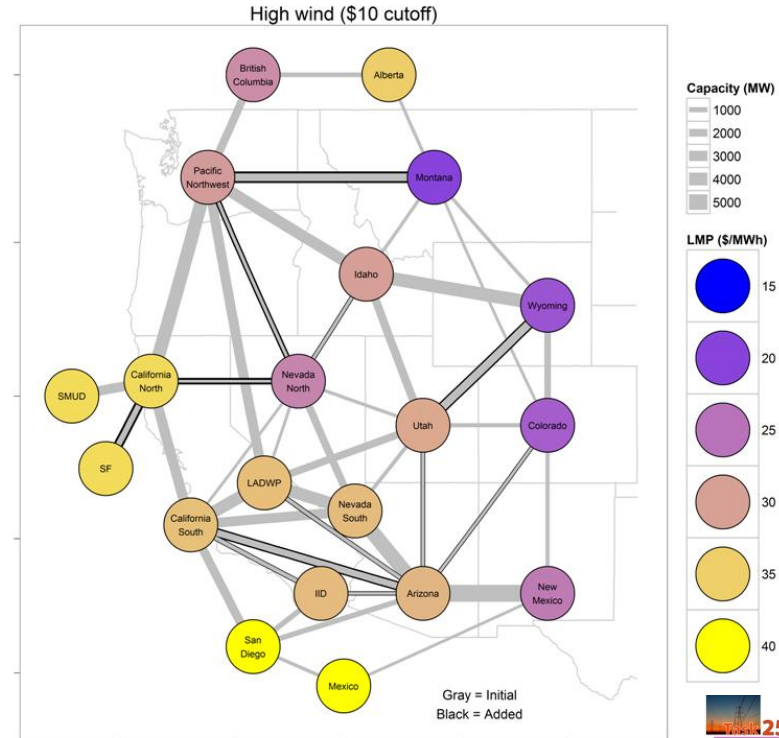 High wind ($10 cutoff)
British
Columbia
Alberta
Pacific
Northwest
Montana
Idaho
Wyoming
SMUD
California
North
Nevada
North
SF
Utah
Colorado
LADWP
California
South
Nevada
South
IID
Arizona
New
Mexico
San
Diego
Mexico
Gray = Initial
Black = Added
Capacity (MW)
1000
2000
3000
4000
5000
LMP ($/MWh)
15
20
25
30
35
40
Task 25